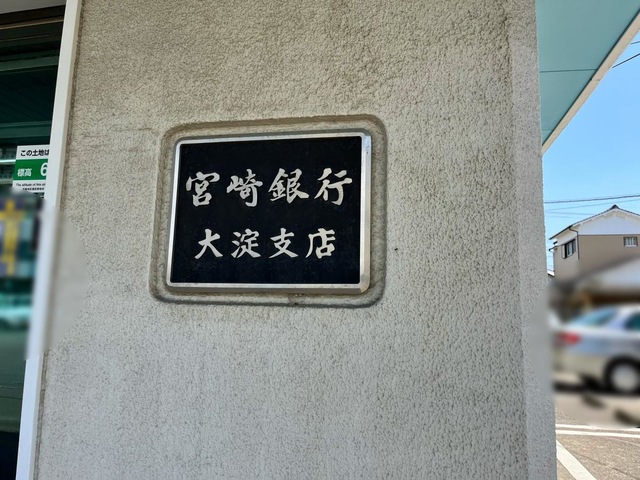 宮崎銀行
大淀支店
この土地は
標高 6